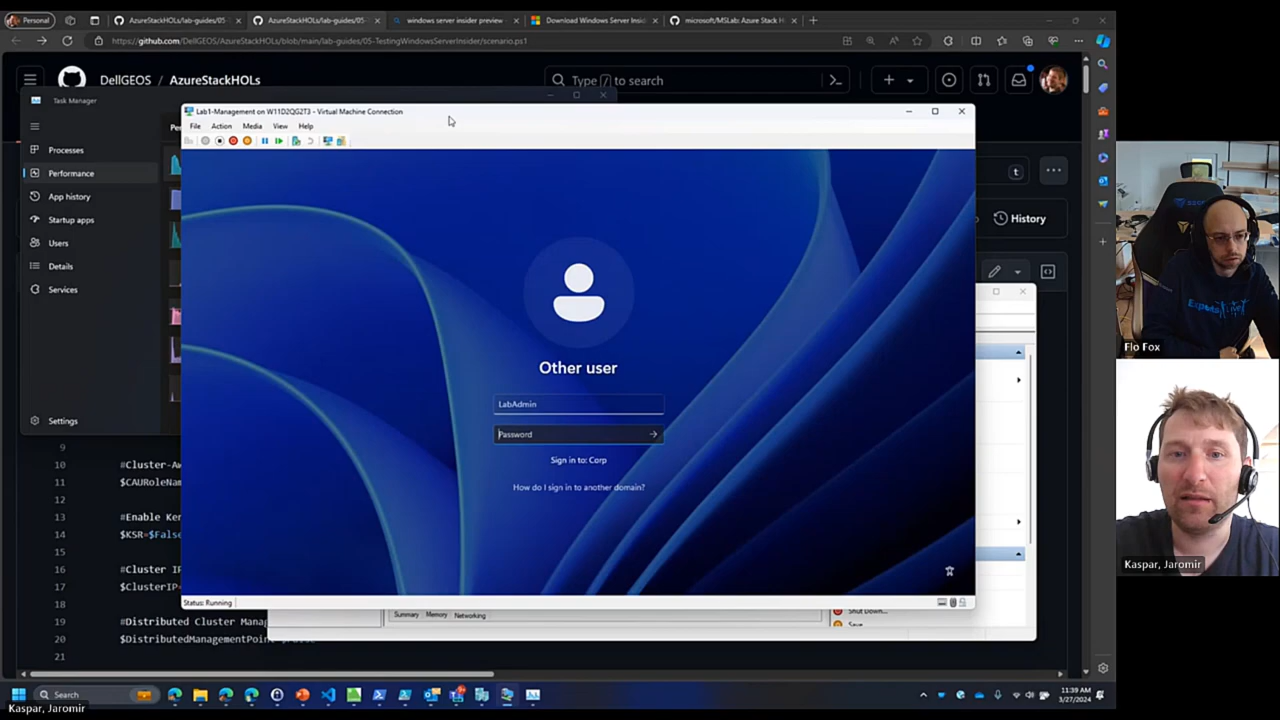 Personal
AzureStackHOLs/lab-guides/05-
AzureStackHOLs/lab-guides/05-
windows server insider preview -
Download Windows Server Insid
microsoft/MSLab: Azure Stack H
https://github.com/DellGEOS/AzureStackHOLs/blob/main/lab-guides/05-TestingWindowsServerInsider/scenario.ps1
DellGEOS / AzureStackHOLs
Type / to search
Task Manager
Lab1-Management on W11D2QG2T3 - Virtual Machine Connection
File Action Media View Help
Processes
Performance
App history
Startup apps
Users
Details
Services
Settings
t
History
Other user
LabAdmin
Password
Sign in to: Corp
How do I sign in to another domain?
Status: Running
Summary Memory Networking
Shut Down...
Save
9
10 #Cluster-Aw
11 $CAURoleNam
12
13 #Enable Ker
14 $KSR=$False
15
16 #Cluster IP
17 $ClusterIP=
18
19 #Distributed Cluster Manag
20 $DistributedManagementPoint=$False
21
Search
11:39 AM
3/27/2024
Kaspar, Jaromir
Flo Fox
Kaspar, Jaromir